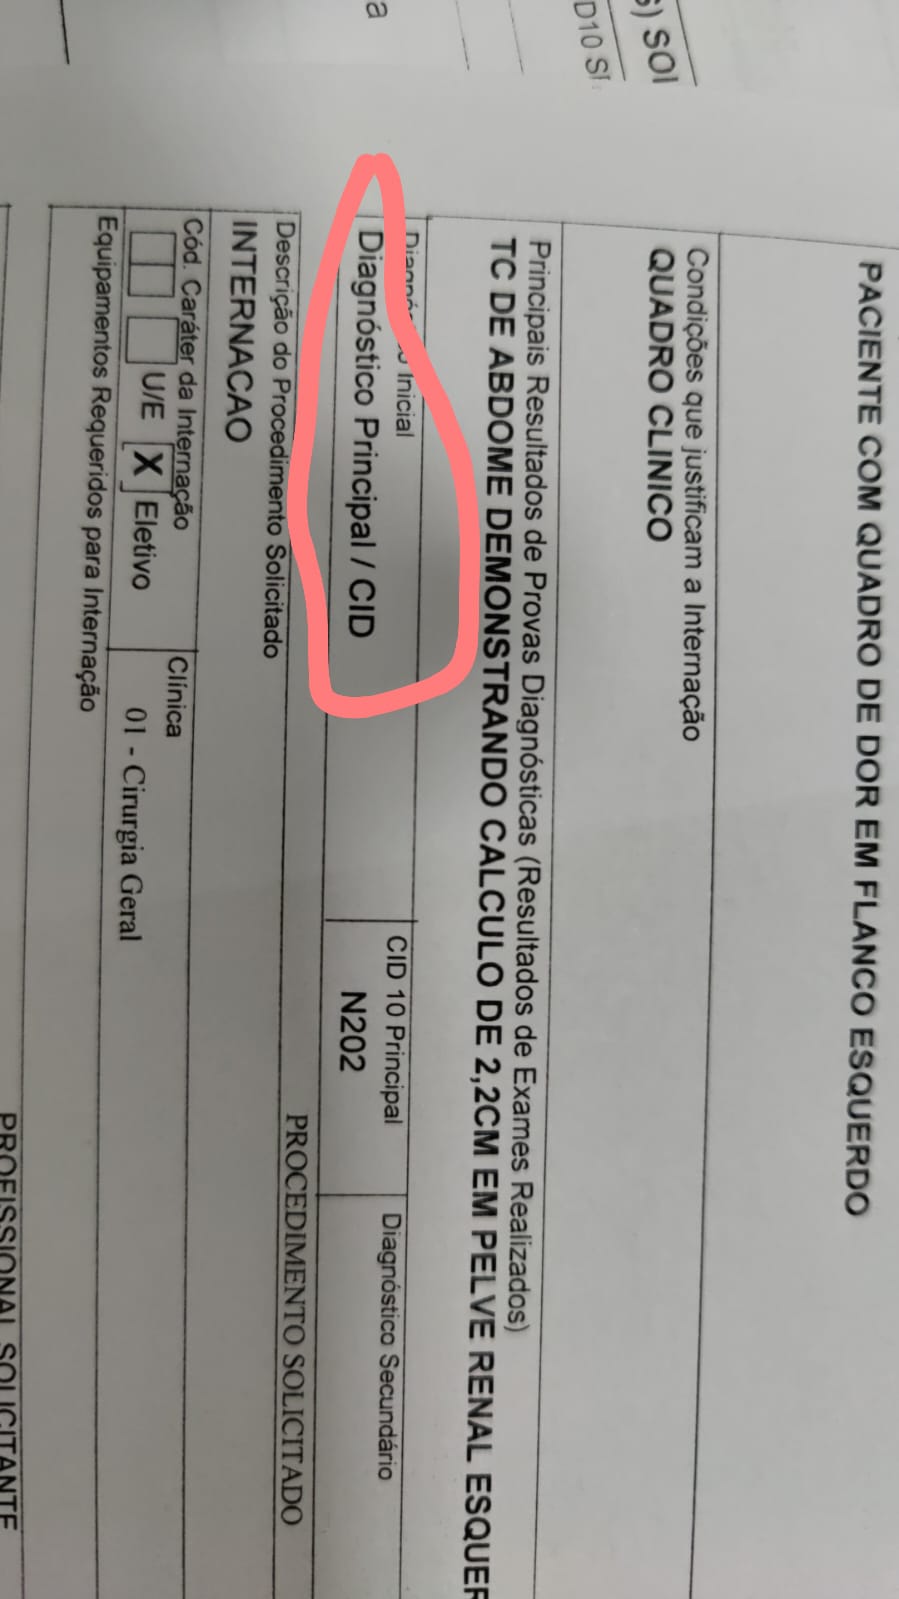 S) SOI
D10 SI
a
PACIENTE COM QUADRO DE DOR EM FLANCO ESQUERDO
Condições que justificam a Internação
QUADRO CLINICO
Principais Resultados de Provas Diagnósticas (Resultados de Exames Realizados)
TC DE ABDOME DEMONSTRANDO CALCULO DE 2,2CM EM PELVE RENAL ESQUER
Inicial
Diagnóstico Principal / CID
CID 10 Principal
N202
Diagnóstico Secundário
PROCEDIMENTO SOLICITADO
Descrição do Procedimento Solicitado
INTERNACAO
Cód. Caráter da Internação
U/E X Eletivo
Clínica
01 - Cirurgia Geral
Equipamentos Requeridos para Internação
PROFISSIONAL SOLICITANTE